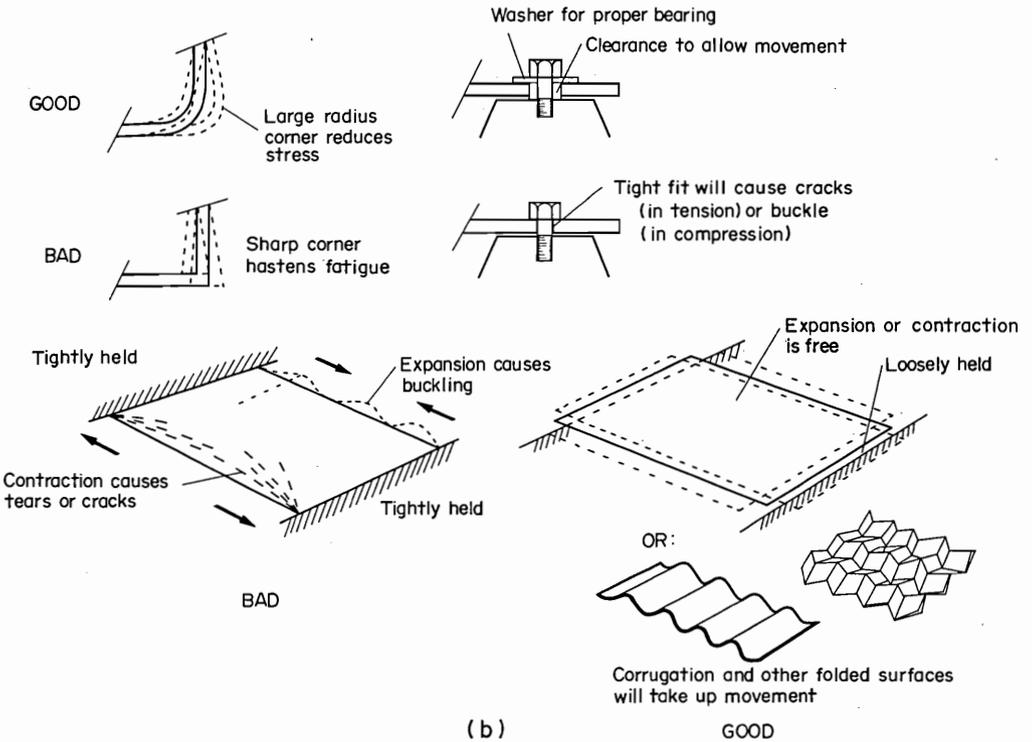 Washer for proper bearing
Clearance to allow movement
GOOD
Large radius
corner reduces
stress
Tight fit will cause cracks
(in tension) or buckle
(in compression)
BAD
Sharp corner
hastens fatigue
Tightly held
Expansion causes
buckling
Contraction causes
tears or cracks
Tightly held
BAD
Expansion or contraction
is free
Loosely held
OR:
Corrugation and other folded surfaces
will take up movement
(b)
GOOD